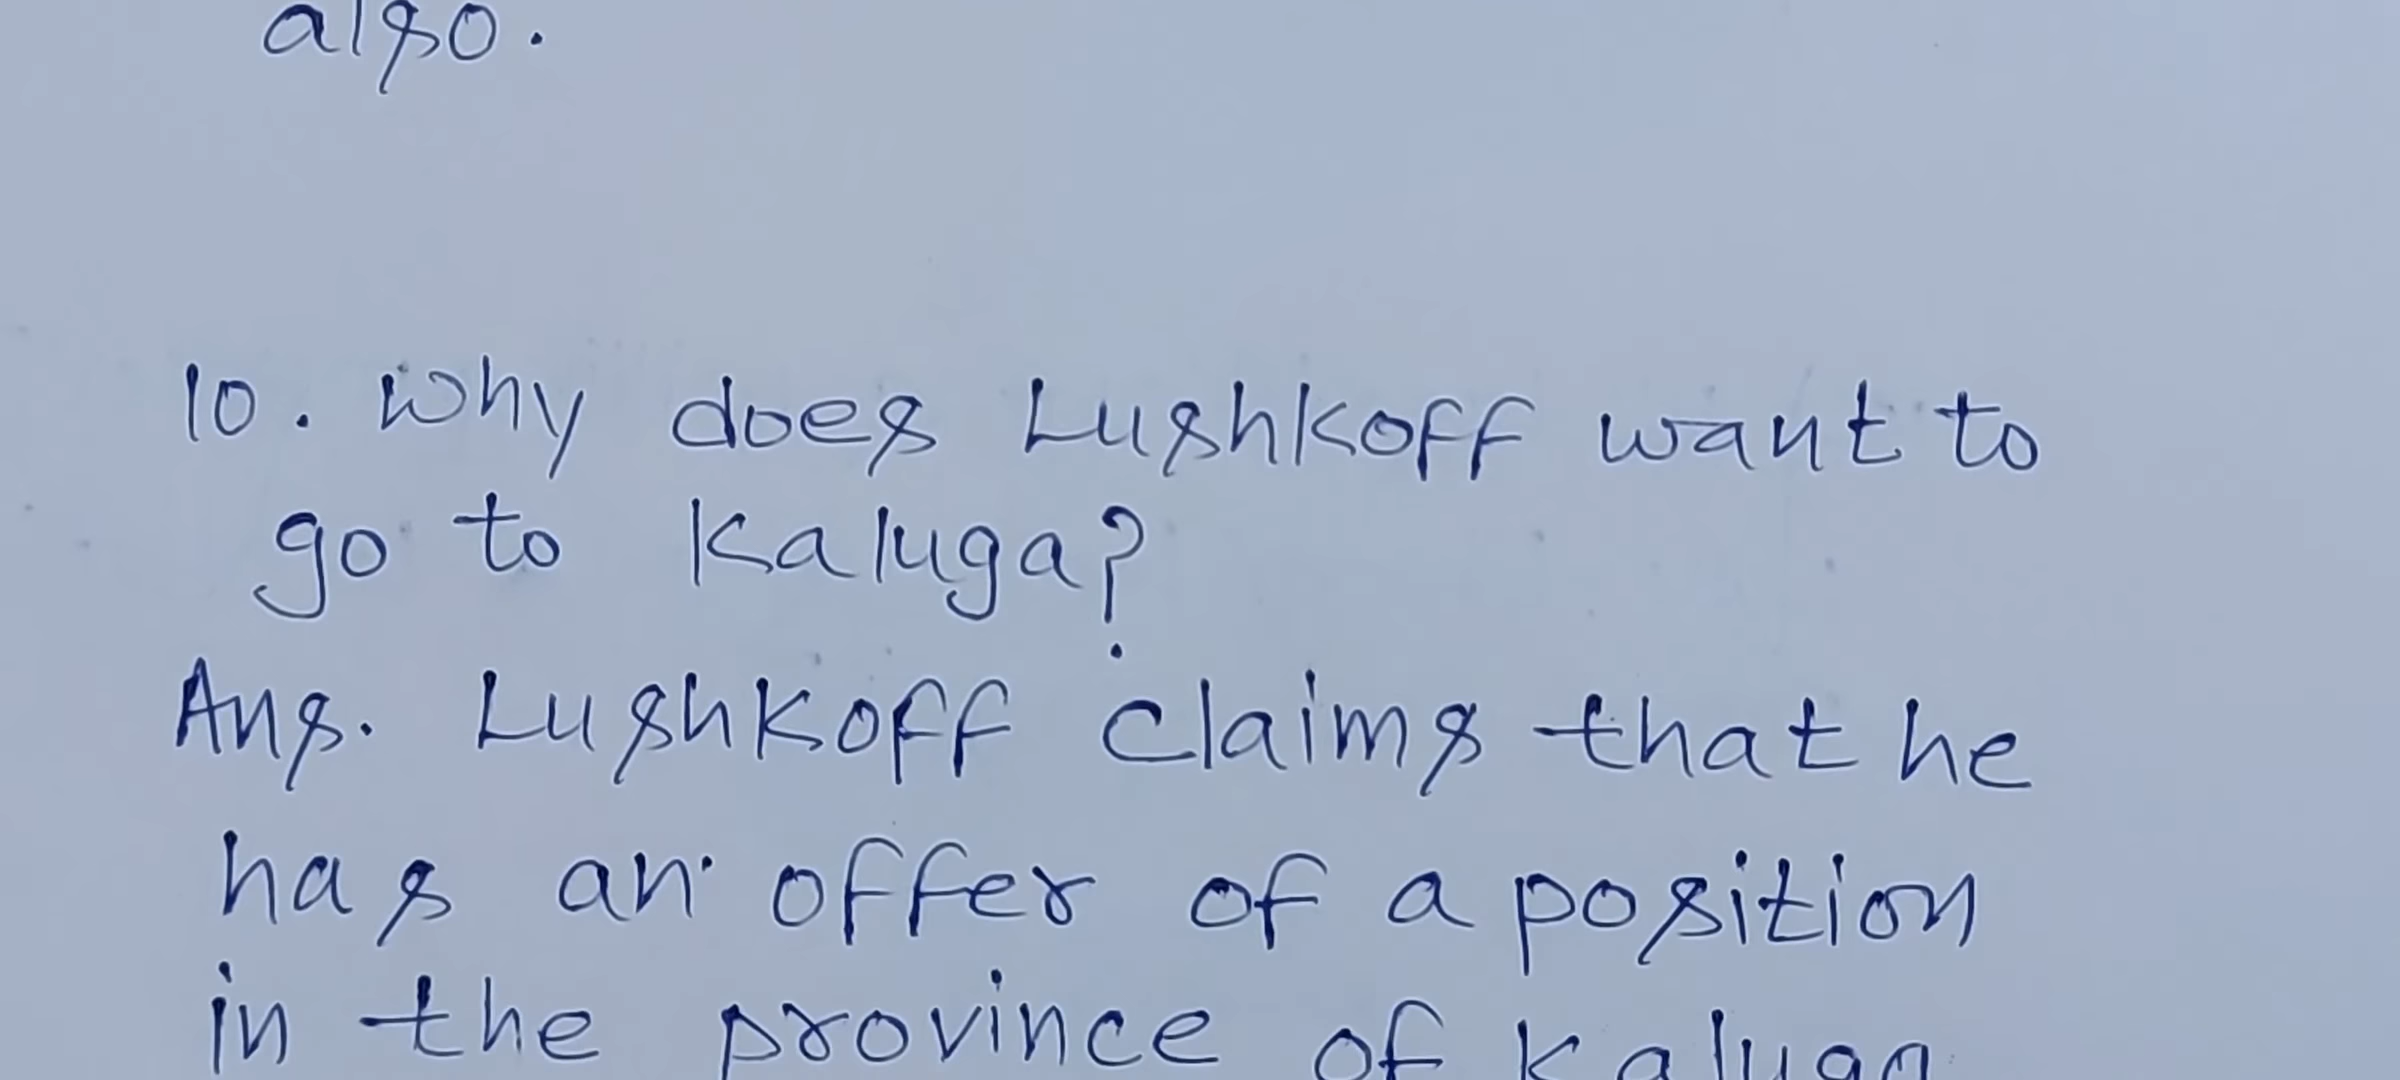 also.
10. Why does Lushkoff want to
go to Kaluga?
Ans. Lushkoff claims that he
has an offer of a position
in the province of Kaluga